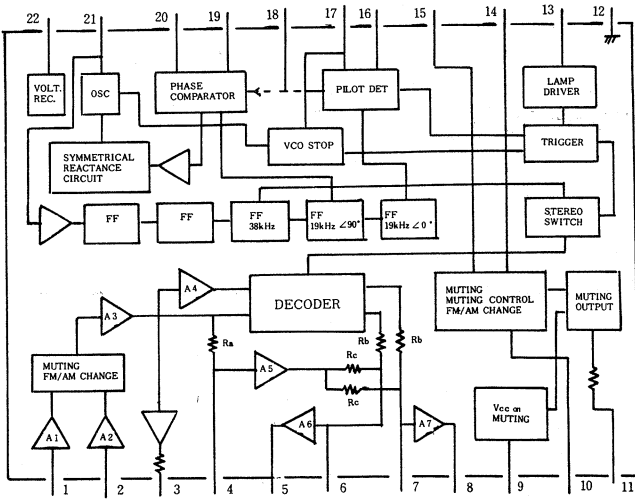 22 21 20 19 18 17 16 15 14 13 12
VOLT.
REC.
OSC
PHASE
COMPARATOR
PILOT DET
LAMP
DRIVER
SYMMETRICAL
REACTANCE
CIRCUIT
VCO STOP
TRIGGER
FF
FF
FF
38kHz
FF
19kHz ∠90°
FF
19kHz ∠0°
STEREO
SWITCH
A4
DECODER
MUTING
MUTING CONTROL
FM/AM CHANGE
MUTING
OUTPUT
A3
Ra
Rb
Rb
MUTING
FM/AM CHANGE
A5
Rc
Rc
A1
A2
A6
A7
Vcc on
MUTING
1 2 3 4 5 6 7 8 9 10 11